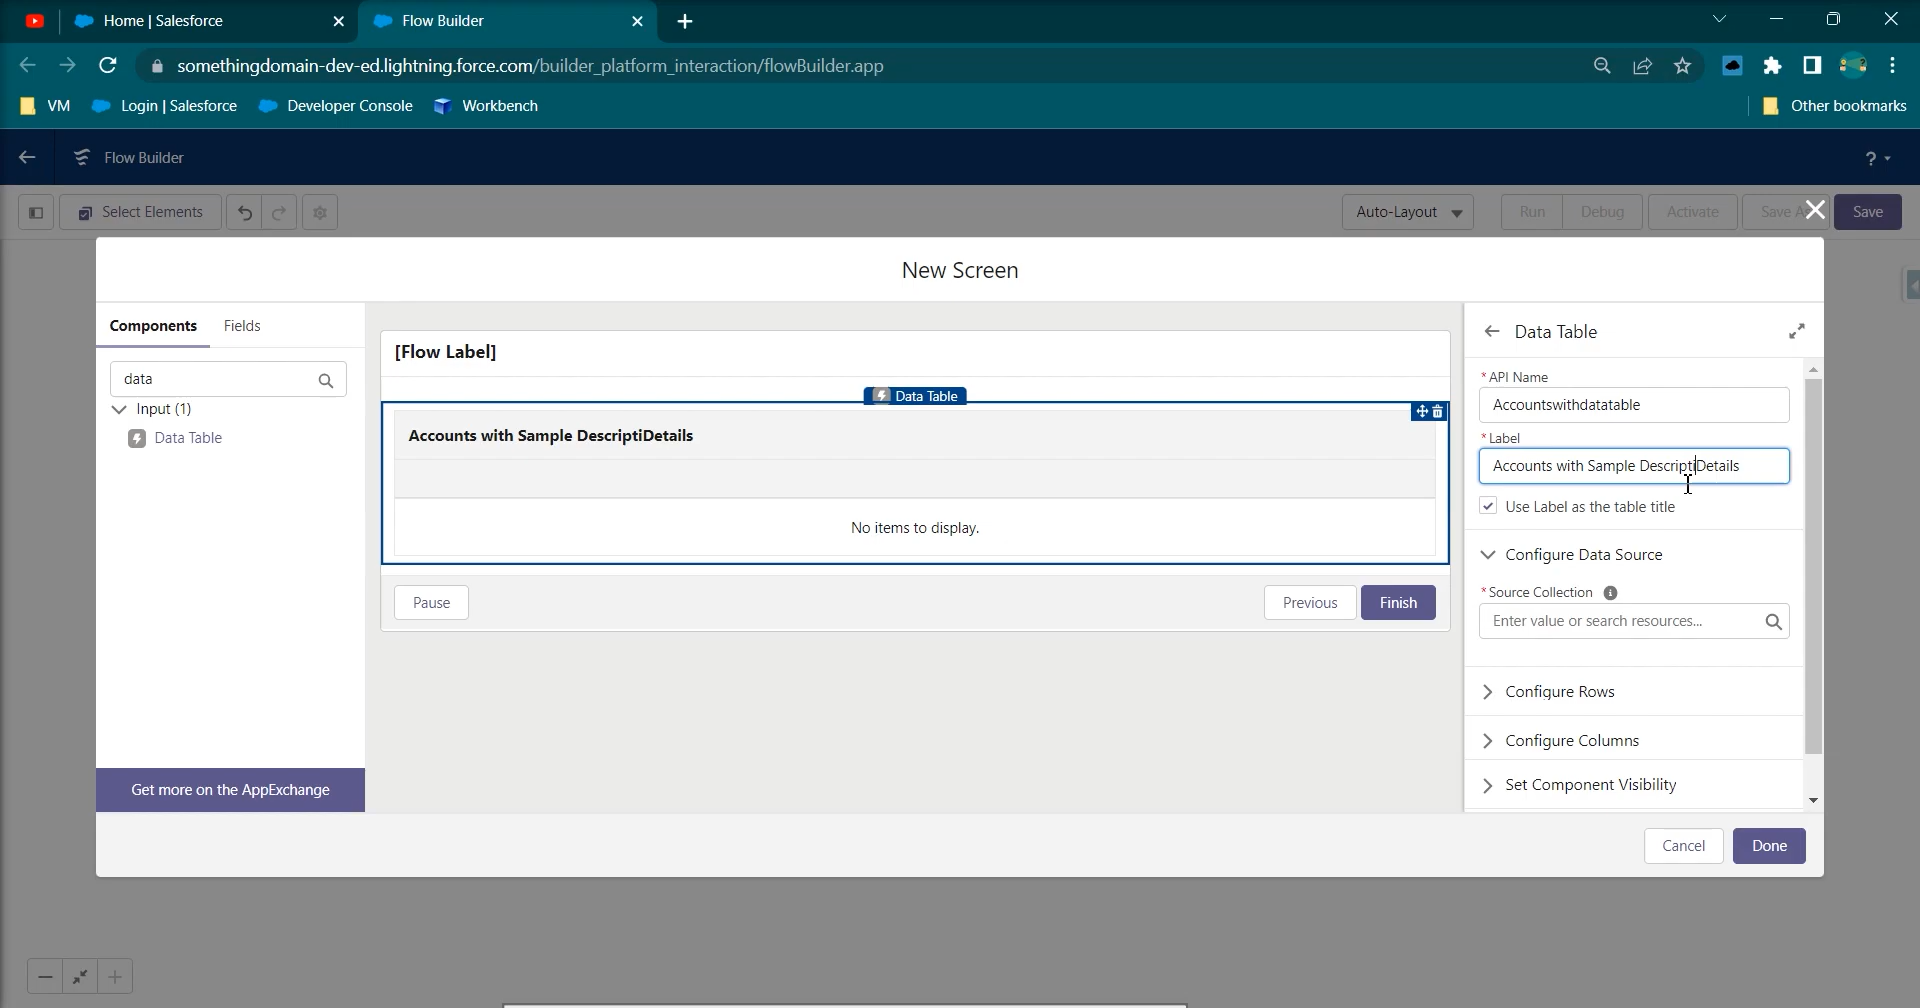 Home | Salesforce
Flow Builder
somethingdomain-dev-ed.lightning.force.com/builder_platform_interaction/flowBuilder.app
VM
Login | Salesforce
Developer Console
Workbench
Other bookmarks
Flow Builder
?
Select Elements
Auto-Layout
Run
Debug
Activate
Save A
Save
New Screen
Components
Fields
data
Input (1)
Data Table
Get more on the AppExchange
[Flow Label]
Data Table
Accounts with Sample DescriptiDetails
No items to display.
Pause
Previous
Finish
Data Table
* API Name
Accountswithdatatable
* Label
Accounts with Sample DescriptiDetails
Use Label as the table title
Configure Data Source
* Source Collection
Enter value or search resources...
Configure Rows
Configure Columns
Set Component Visibility
Cancel
Done